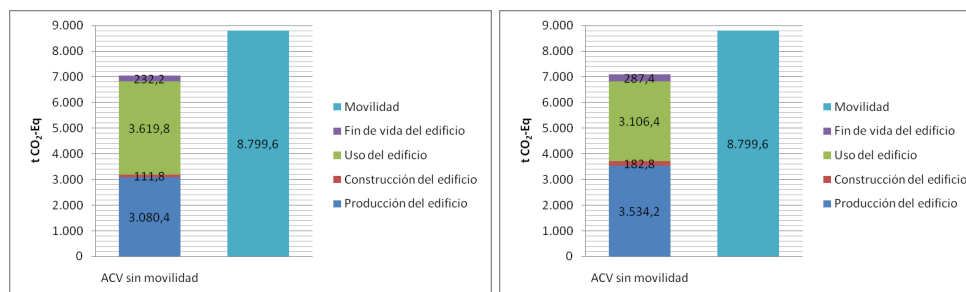 t CO₂-Eq
9.000
8.000
7.000
6.000
5.000
4.000
3.000
2.000
1.000
0
232,2
3.619,8
111,8
3.080,4
8.799,6
ACV sin movilidad
Movilidad
Fin de vida del edificio
Uso del edificio
Construcción del edificio
Producción del edificio
t CO₂-Eq
9.000
8.000
7.000
6.000
5.000
4.000
3.000
2.000
1.000
0
287,4
3.106,4
182,8
3.534,2
8.799,6
ACV sin movilidad
Movilidad
Fin de vida del edificio
Uso del edificio
Construcción del edificio
Producción del edificio